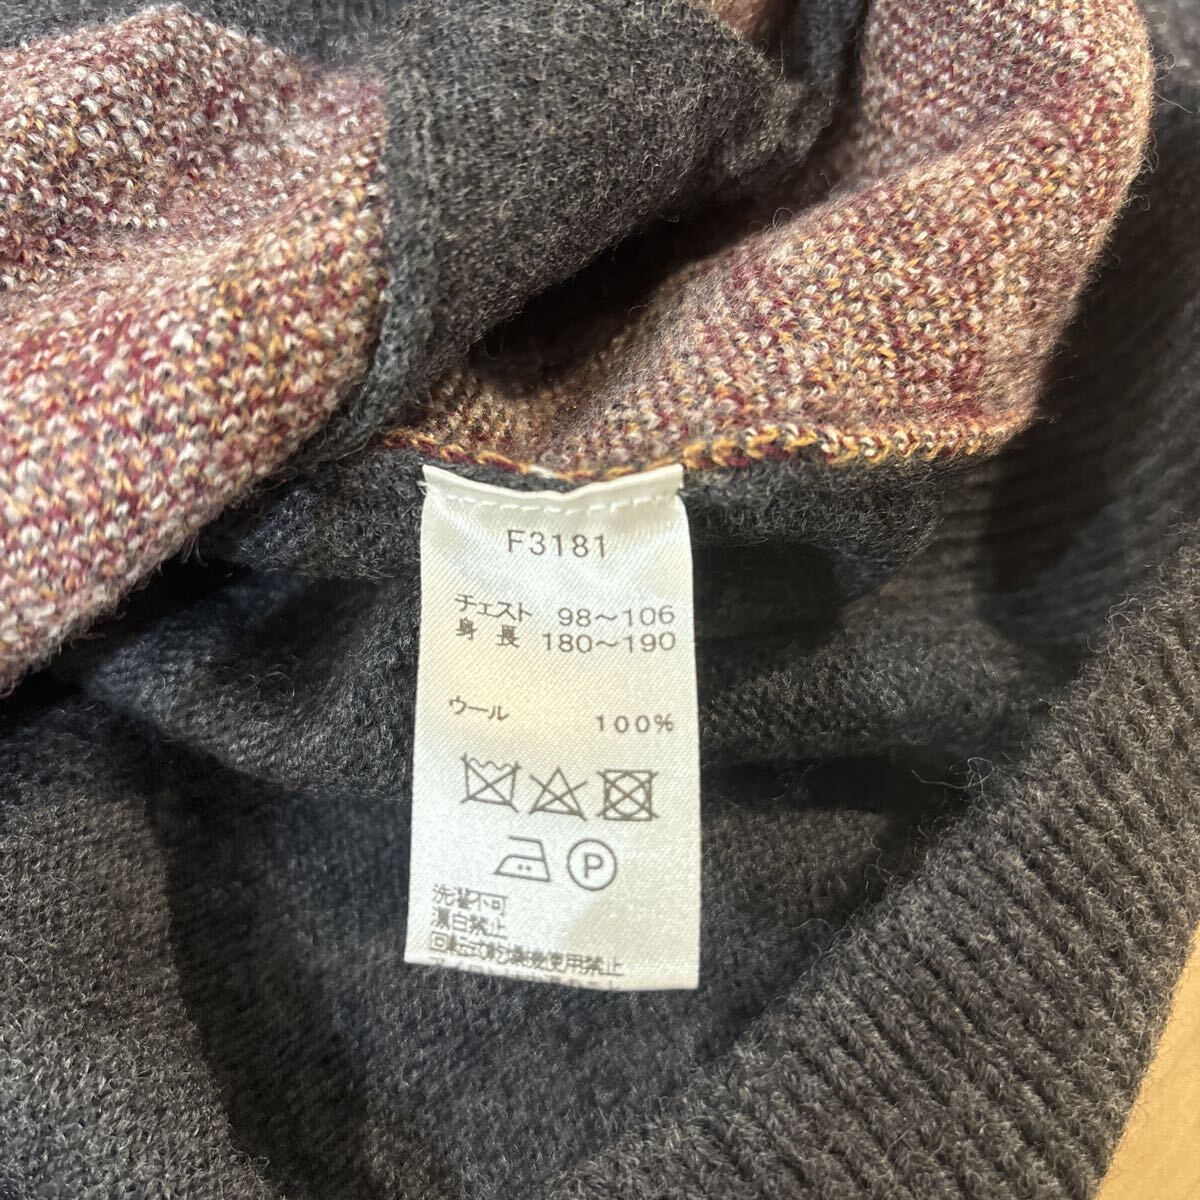 F3181
チェスト 98～106
身 長 180～190
ウール 100%
P
洗濯不可
漂白禁止
回転式乾燥機使用禁止